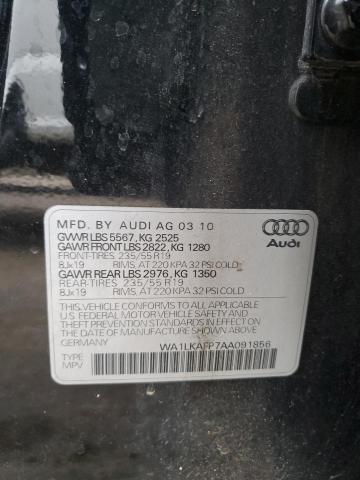 MFD. BY AUDI AG 03 10
GVWR LBS 5567, KG 2525
GAWR FRONT LBS 2822, KG 1280
FRONT-TIRES: 235/55 R19
8Jx19 RIMS, AT 220 KPA 32 PSI COLD
GAWR REAR LBS 2976, KG 1350
REAR-TIRES: 235/55 R19
8Jx19 RIMS, AT 220 KPA 32 PSI COLD
Audi
THIS VEHICLE CONFORMS TO ALL APPLICABLE
U.S. FEDERAL MOTOR VEHICLE SAFETY, BUMPER
AND THEFT PREVENTION STANDARDS IN EFFECT ON
THE DATE OF MANUFACTURE SHOWN ABOVE.
GERMANY WA1LKAFP7AA091856
TYPE:
MPV